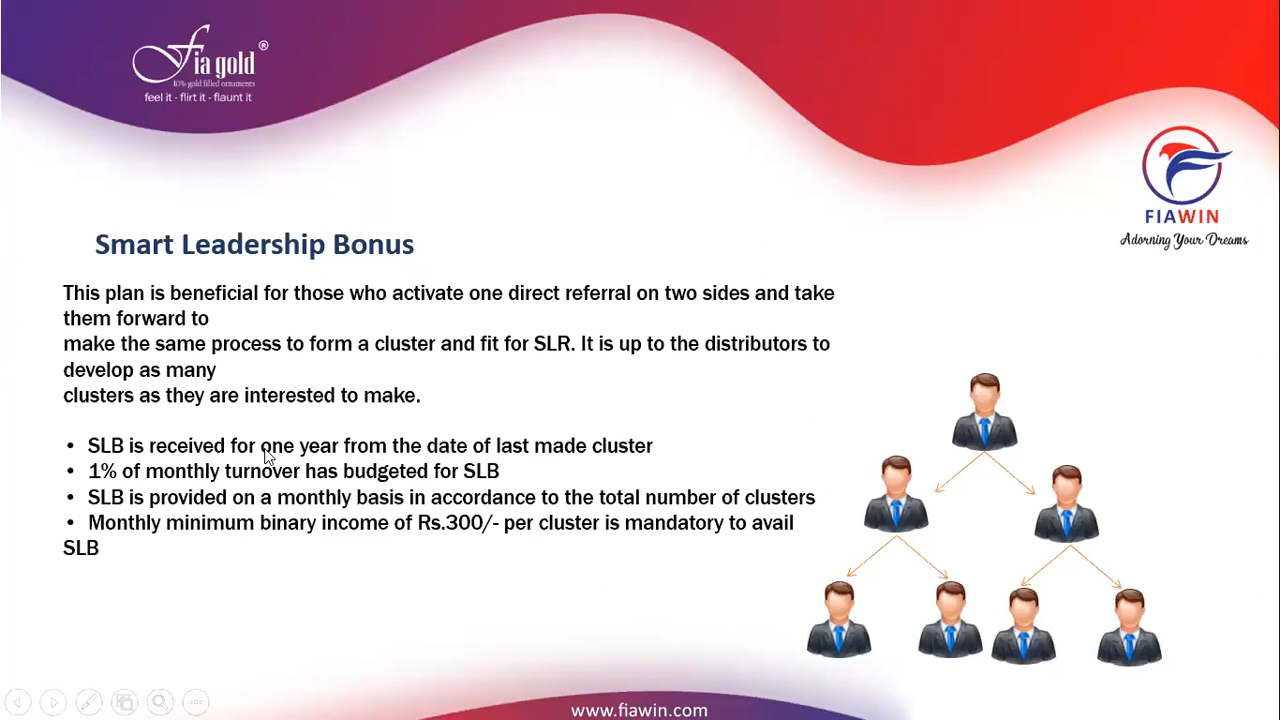 Fia gold ®
10% gold filled ornaments
feel it - flirt it - flaunt it
FIAWIN
Adorning Your Dreams
Smart Leadership Bonus
This plan is beneficial for those who activate one direct referral on two sides and take
them forward to
make the same process to form a cluster and fit for SLR. It is up to the distributors to
develop as many
clusters as they are interested to make.
• SLB is received for one year from the date of last made cluster
• 1% of monthly turnover has budgeted for SLB
• SLB is provided on a monthly basis in accordance to the total number of clusters
• Monthly minimum binary income of Rs.300/- per cluster is mandatory to avail
SLB
www.fiawin.com